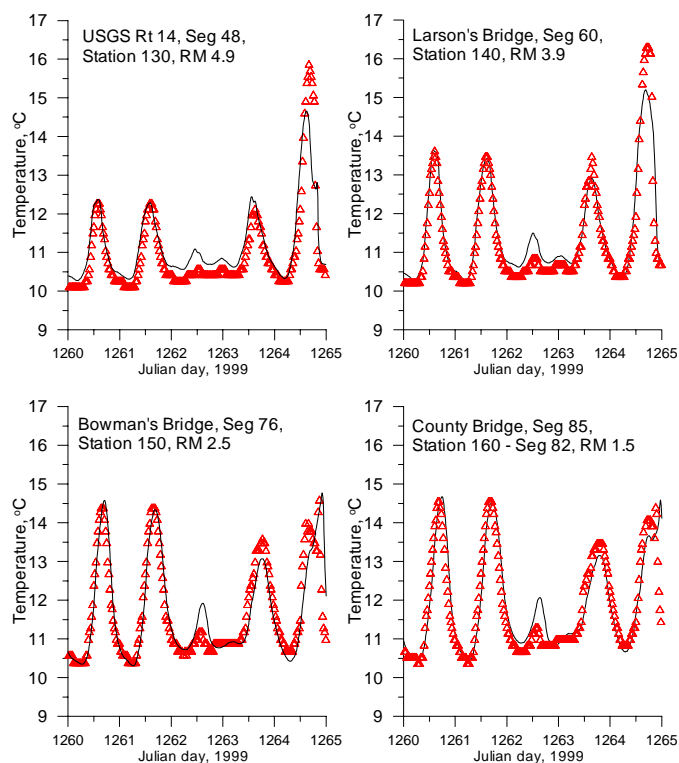 USGS Rt 14, Seg 48,
Station 130, RM 4.9
Temperature, °C
17
16
15
14
13
12
11
10
9
1260 1261 1262 1263 1264 1265
Julian day, 1999
Larson's Bridge, Seg 60,
Station 140, RM 3.9
Temperature, °C
17
16
15
14
13
12
11
10
9
1260 1261 1262 1263 1264 1265
Julian day, 1999
Bowman's Bridge, Seg 76,
Station 150, RM 2.5
Temperature, °C
17
16
15
14
13
12
11
10
9
1260 1261 1262 1263 1264 1265
Julian day, 1999
County Bridge, Seg 85,
Station 160 - Seg 82, RM 1.5
Temperature, °C
17
16
15
14
13
12
11
10
9
1260 1261 1262 1263 1264 1265
Julian day, 1999